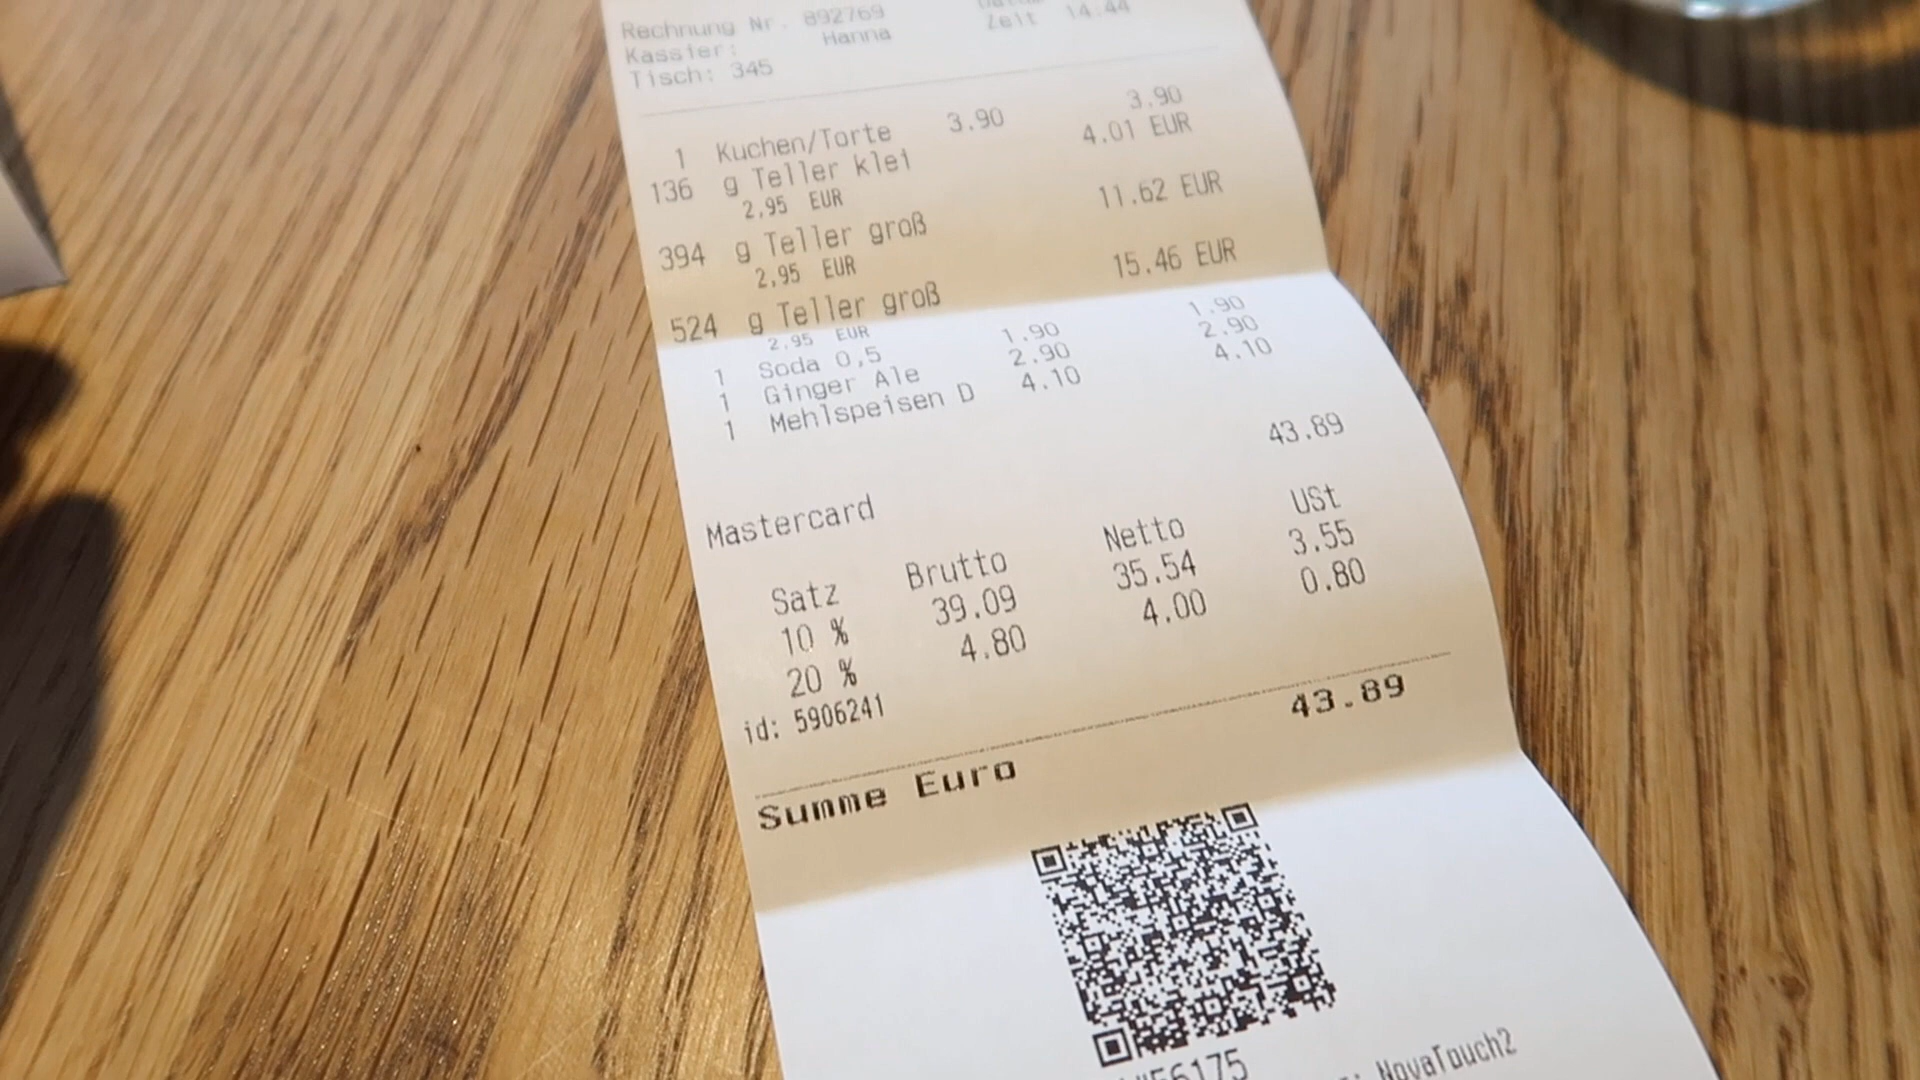 Rechnung Nr. 892769
Zeit 14:44
Kassier: Hanna
Tisch: 345
1 Kuchen/Torte 3.90 3.90
136 g Teller klei 4.01 EUR
2,95 EUR
394 g Teller groß 11.62 EUR
2,95 EUR
524 g Teller groß 15.46 EUR
2,95 EUR
1 Soda 0,5 1.90 1.90
1 Ginger Ale 2.90 2.90
1 Mehlspeisen D 4.10 4.10
43.89
Mastercard
Satz Brutto Netto USt
10 % 39.09 35.54 3.55
20 % 4.80 4.00 0.80
id: 5906241
Summe Euro 43.89
56175
NovaTouch2